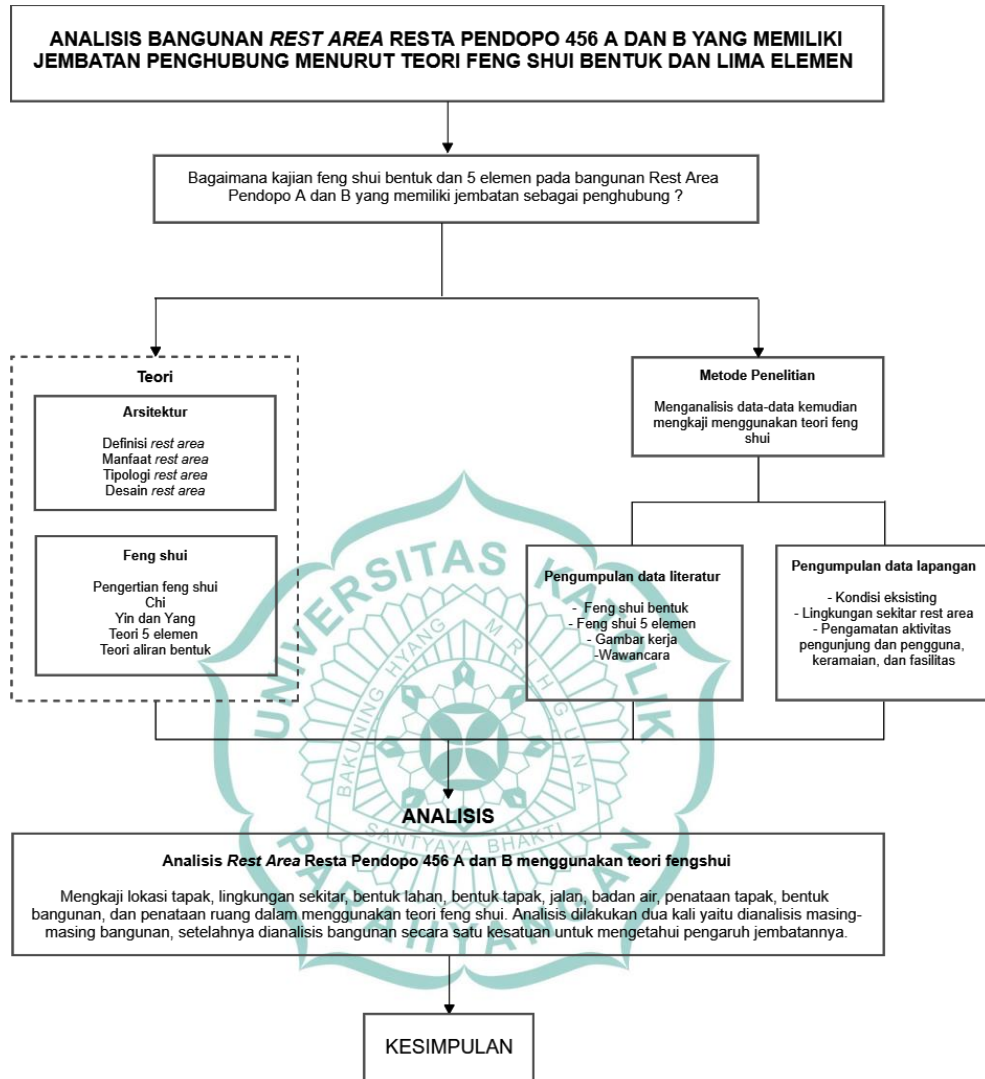 ANALISIS BANGUNAN REST AREA RESTA PENDOPO 456 A DAN B YANG MEMILIKI
JEMBATAN PENGHUBUNG MENURUT TEORI FENG SHUI BENTUK DAN LIMA ELEMEN
Bagaimana kajian feng shui bentuk dan 5 elemen pada bangunan Rest Area
Pendopo A dan B yang memiliki jembatan sebagai penghubung ?
Teori
Arsitektur
Definisi rest area
Manfaat rest area
Tipologi rest area
Desain rest area
Feng shui
Pengertian feng shui
Chi
Yin dan Yang
Teori 5 elemen
Teori aliran bentuk
Metode Penelitian
Menganalisis data-data kemudian
mengkaji menggunakan teori feng
shui
Pengumpulan data literatur
- Feng shui bentuk
- Feng shui 5 elemen
- Gambar kerja
-Wawancara
Pengumpulan data lapangan
- Kondisi eksisting
- Lingkungan sekitar rest area
- Pengamatan aktivitas
pengunjung dan pengguna,
keramaian, dan fasilitas
UNIVERSITAS KATOLIK
PARAHYANGAN
BAKUNING HYANG MRIHGUNA
SANTYAYA BHAKTI
ANALISIS
Analisis Rest Area Resta Pendopo 456 A dan B menggunakan teori fengshui
Mengkaji lokasi tapak, lingkungan sekitar, bentuk lahan, bentuk tapak, jalan, badan air, penataan tapak, bentuk
bangunan, dan penataan ruang dalam menggunakan teori feng shui. Analisis dilakukan dua kali yaitu dianalisis masing-
masing bangunan, setelahnya dianalisis bangunan secara satu kesatuan untuk mengetahui pengaruh jembatannya.
KESIMPULAN